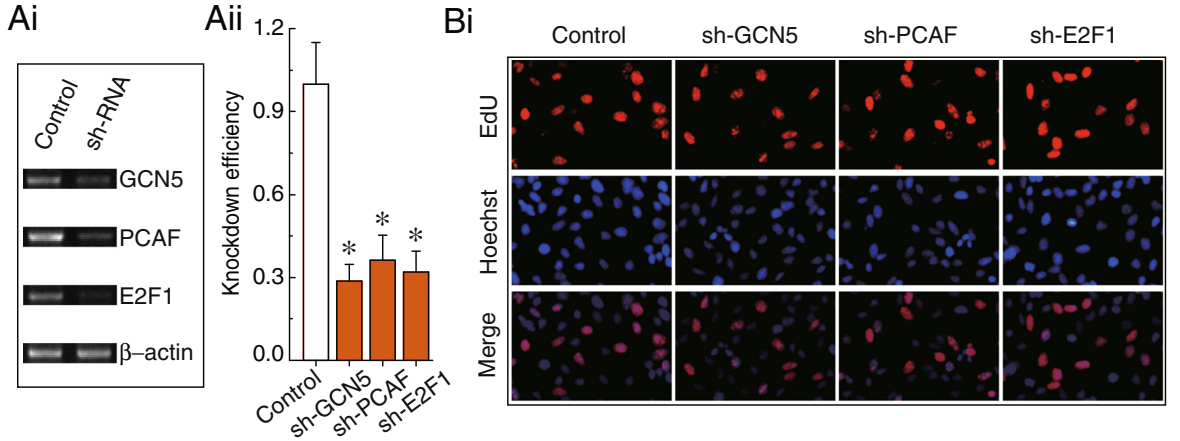 Ai
Control
sh-RNA
GCN5
PCAF
E2F1
β–actin
Aii
Knockdown efficiency
1.2
0.9
0.6
0.3
0.0
*
*
*
Control
sh-GCN5
sh-PCAF
sh-E2F1
Bi
Control
sh-GCN5
sh-PCAF
sh-E2F1
EdU
Hoechst
Merge